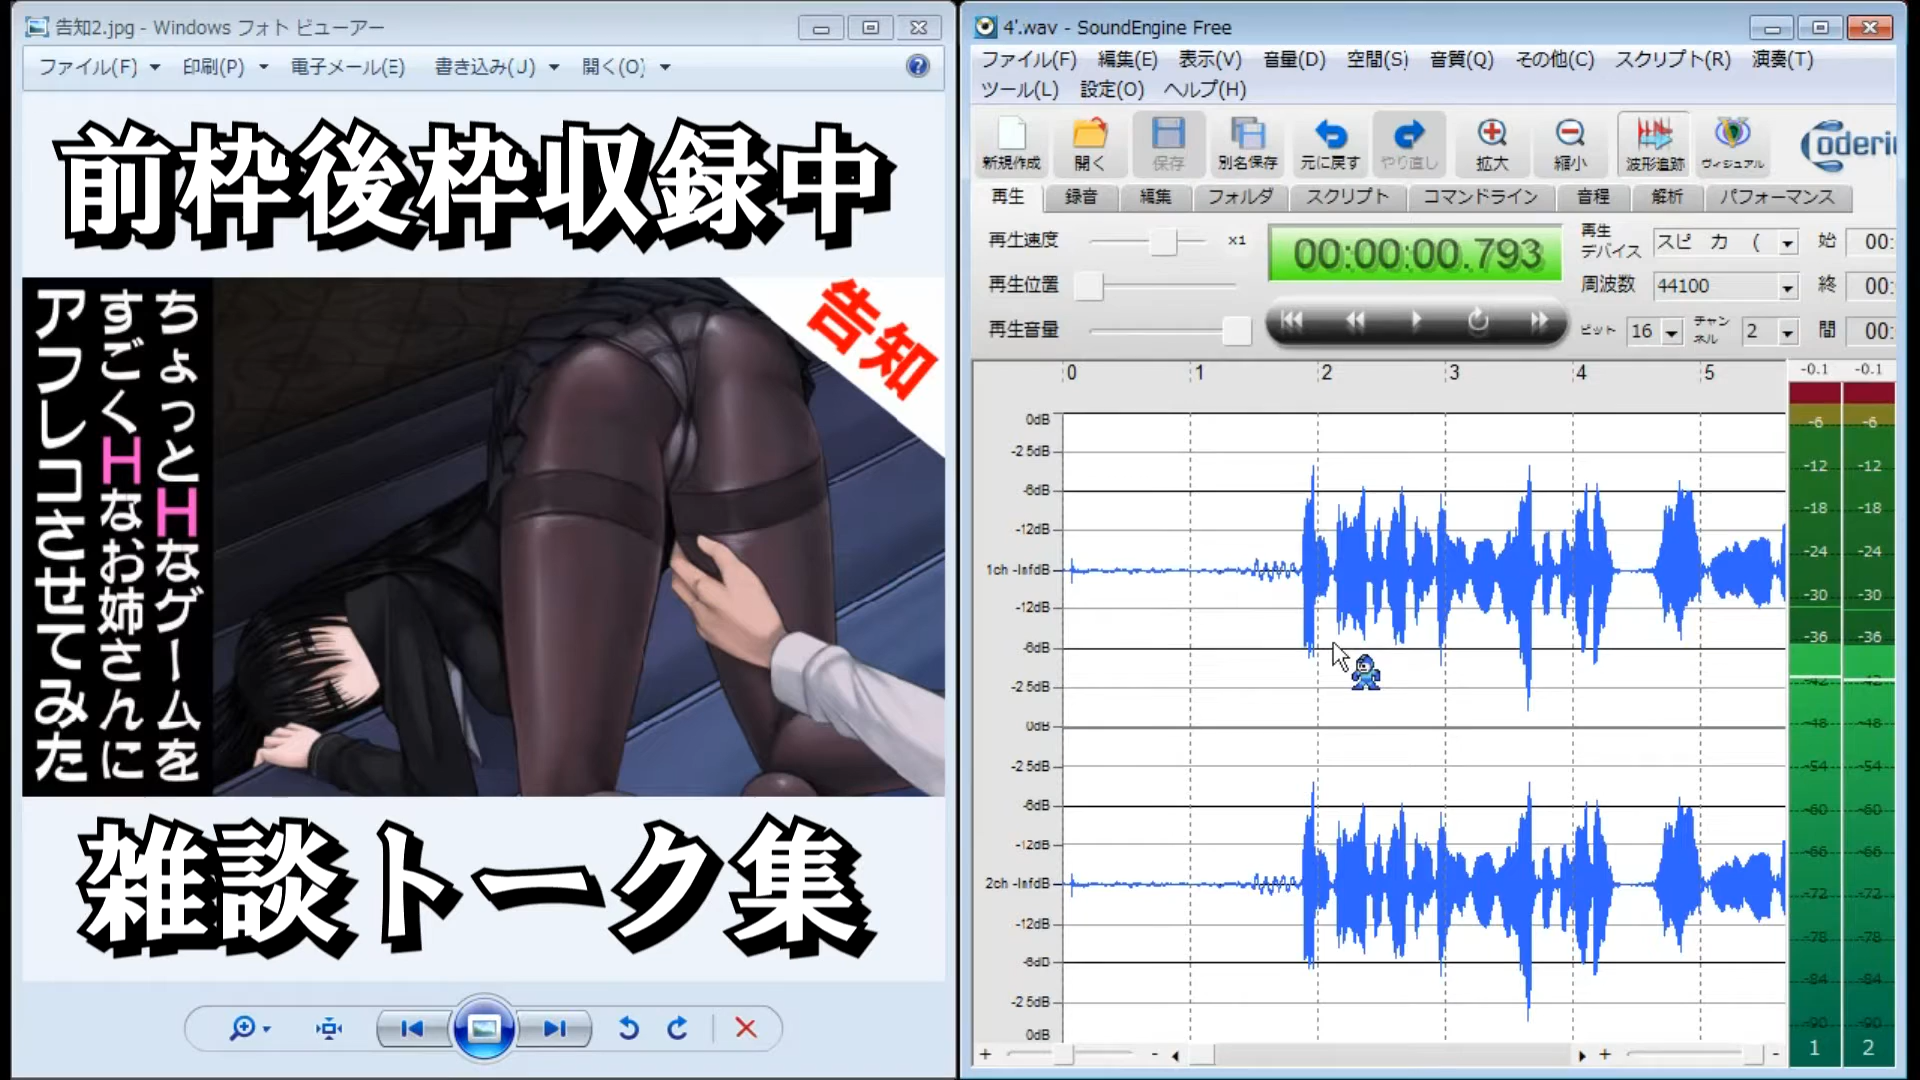 告知2.jpg - Windows フォト ビューアー
ファイル(F) 印刷(P) 電子メール(E) 書き込み(J) 開く(O)
前枠後枠収録中
ちょっとHなゲームを
すごくHなお姉さんに
アフレコさせてみた
告知
雑談トーク集
4'.wav - SoundEngine Free
ファイル(F) 編集(E) 表示(V) 音量(D) 空間(S) 音質(Q) その他(C) スクリプト(R) 演奏(T)
ツール(L) 設定(O) ヘルプ(H)
新規作成 開く 保存 別名保存 元に戻す やり直し 拡大 縮小 波形追跡 ヴィジュアル
再生 録音 編集 フォルダ スクリプト コマンドライン 音程 解析 パフォーマンス
再生速度 x1
00:00:00.793
再生デバイス スピ カ ( 始 00:
再生位置
周波数 44100 終 00:
再生音量
ビット 16 チャンネル 2 間 00:
0 1 2 3 4 5 -0.1 -0.1
0dB
-2.5dB
-6dB
-12dB
1ch -InfdB
-12dB
-6dB
-2.5dB
0dB
-2.5dB
-6dB
-12dB
2ch -InfdB
-12dB
-6dB
-2.5dB
0dB
-6 -6
-12 -12
-18 -18
-24 -24
-30 -30
-36 -36
-42 -42
-48 -48
-54 -54
-60 -60
-66 -66
-72 -72
-78 -78
-84 -84
-90 -90
1 2